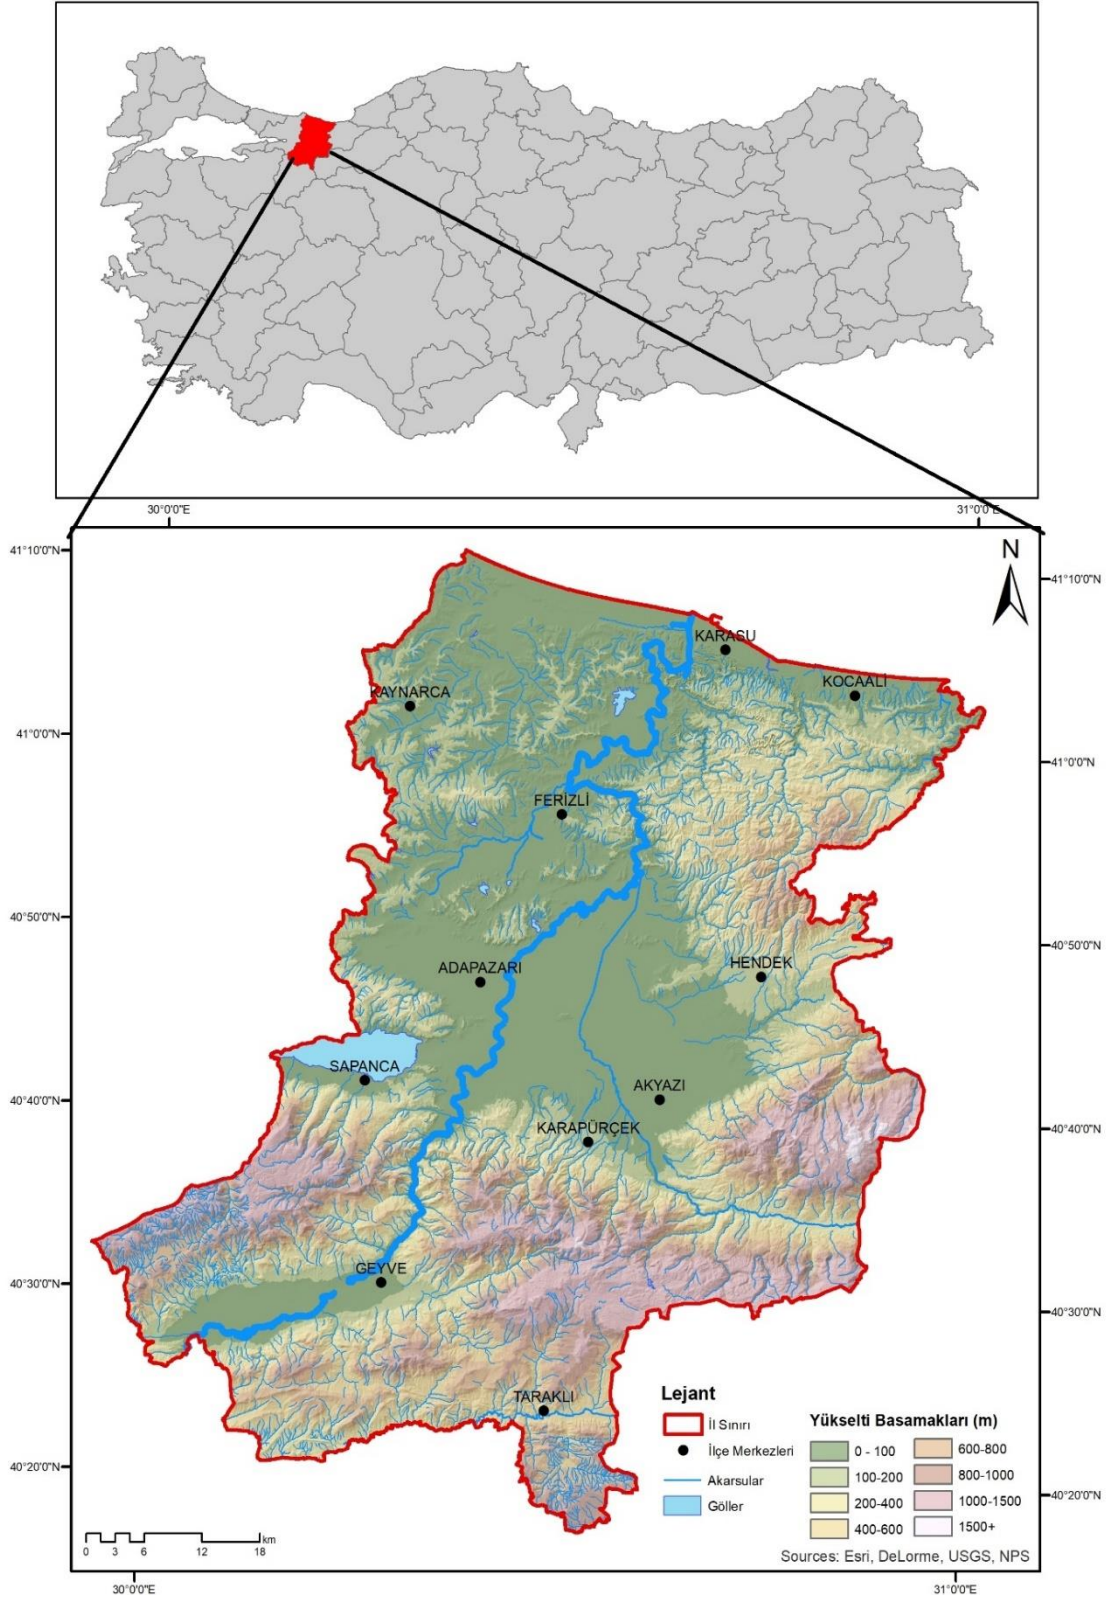 30°0'0"E
31°0'0"E
41°10'0"N
N
41°10'0"N
KARASU
KOCAALİ
KAYNARCA
41°0'0"N
41°0'0"N
FERİZLİ
40°50'0"N
40°50'0"N
HENDEK
ADAPAZARI
SAPANCA
AKYAZI
40°40'0"N
KARAPÜRÇEK
40°40'0"N
GEYVE
40°30'0"N
40°30'0"N
TARAKLI
40°20'0"N
40°20'0"N
Lejant
İl Sınırı
İlçe Merkezleri
Akarsular
Göller
Yükselti Basamakları (m)
0 - 100
100-200
200-400
400-600
600-800
800-1000
1000-1500
1500+
km
0 3 6 12 18
Sources: Esri, DeLorme, USGS, NPS
30°0'0"E
31°0'0"E